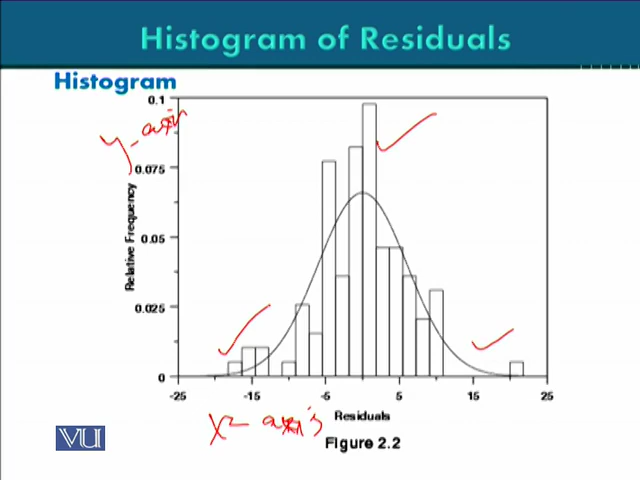 Histogram of Residuals
Histogram
0.1
y-axis
0.075
Relative Frequency
0.05
0.025
0
-25 -15 -5 5 15 25
Residuals
x-axis
Figure 2.2
VU